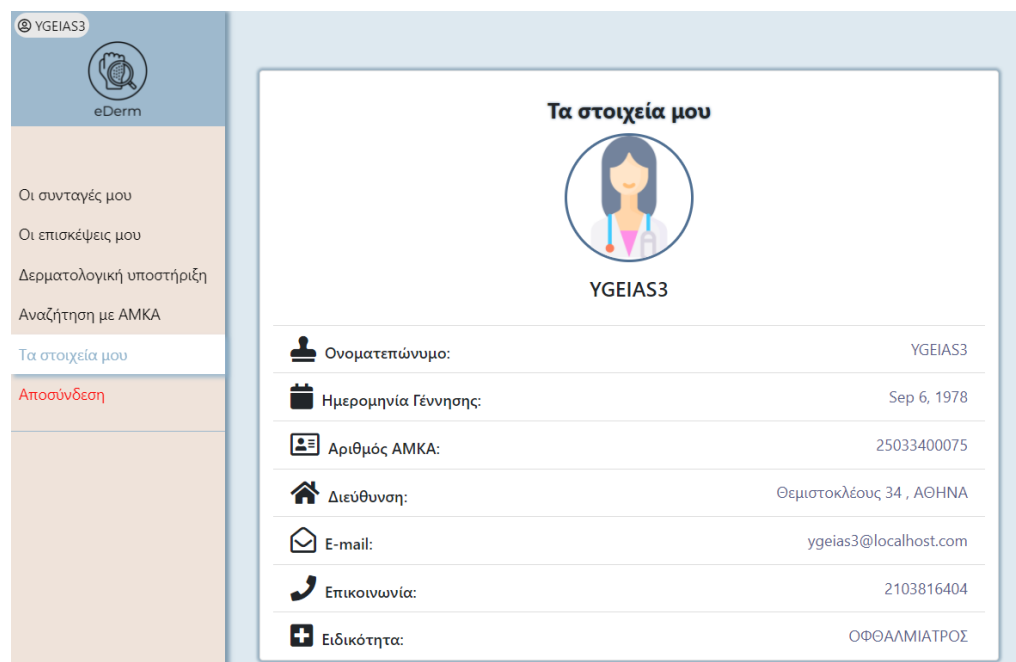 YGEIAS3
eDerm
Οι συνταγές μου
Οι επισκέψεις μου
Δερματολογική υποστήριξη
Αναζήτηση με ΑΜΚΑ
Τα στοιχεία μου
Αποσύνδεση
Τα στοιχεία μου
YGEIAS3
Ονοματεπώνυμο: YGEIAS3
Ημερομηνία Γέννησης: Sep 6, 1978
Αριθμός ΑΜΚΑ: 25033400075
Διεύθυνση: Θεμιστοκλέους 34 , ΑΘΗΝΑ
E-mail: ygeias3@localhost.com
Επικοινωνία: 2103816404
Ειδικότητα: ΟΦΘΑΛΜΙΑΤΡΟΣ